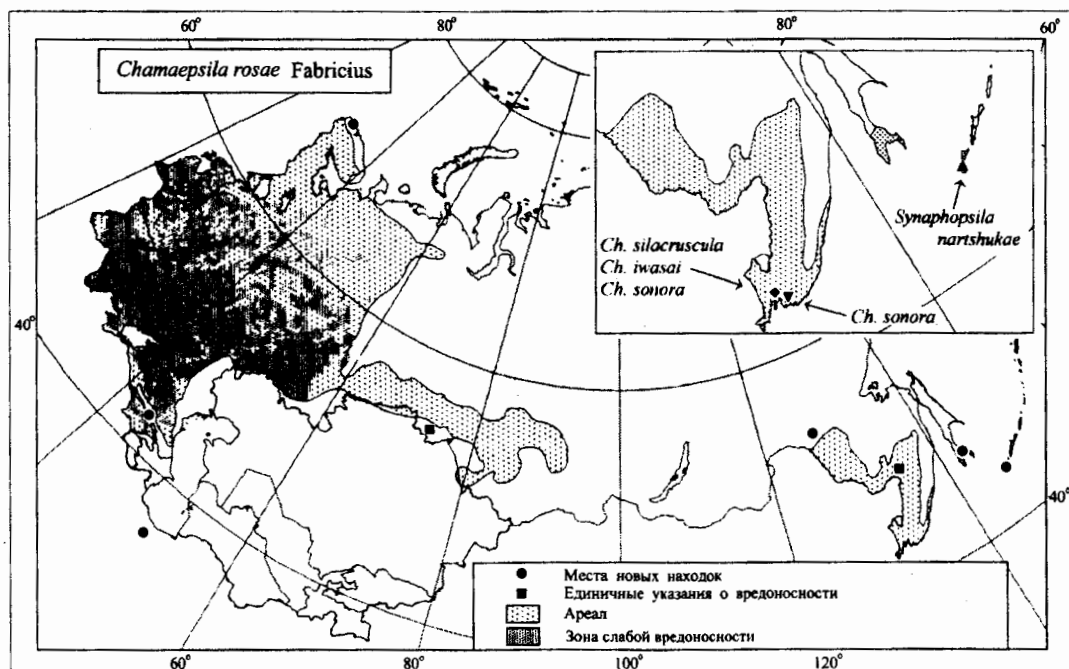 60°
80°
80°
60°
Chamaepsila rosae Fabricius
Synaphopsila
nartshukae
Ch. silacruscula
Ch. iwasai
Ch. sonora
Ch. sonora
40°
40°
Места новых находок
Единичные указания о вредоносности
Ареал
Зона слабой вредоносности
60°
80°
100°
120°